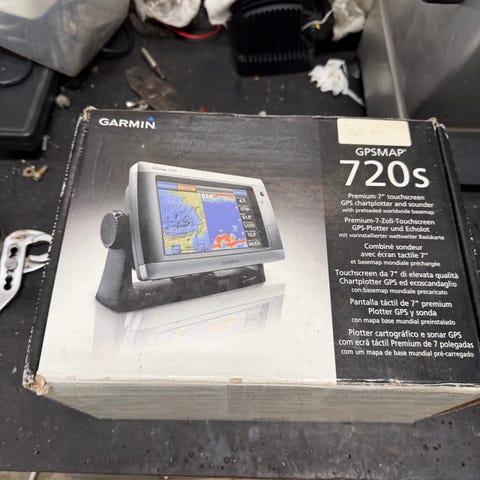 GARMIN
GPSMAP®
720s
Premium 7" touchscreen
GPS chartplotter and sounder
with preloaded worldwide basemap
Premium-7-Zoll-Touchscreen
GPS-Plotter und Echolot
mit vorinstallierter weltweiter Basiskarte
Combiné sondeur
avec écran tactile 7"
et basemap mondiale préchargée
Touchscreen da 7" di elevata qualità
Chartplotter GPS ed ecoscandaglio
con basemap mondiale precaricato
Pantalla táctil de 7" premium
Plotter GPS y sonda
con mapa base mundial preinstalado
Plotter cartográfico e sonar GPS
com ecrã táctil Premium de 7 polegadas
com um mapa de base mundial pré-carregado